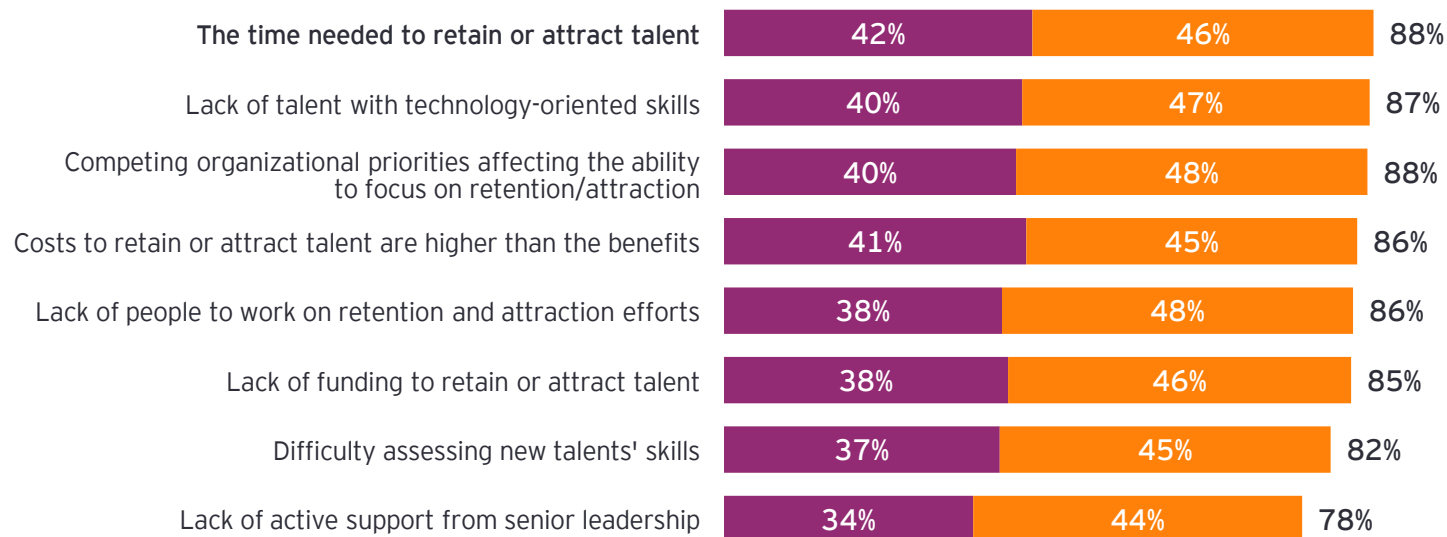 The time needed to retain or attract talent 42% 46% 88%
Lack of talent with technology-oriented skills 40% 47% 87%
Competing organizational priorities affecting the ability
to focus on retention/attraction 40% 48% 88%
Costs to retain or attract talent are higher than the benefits 41% 45% 86%
Lack of people to work on retention and attraction efforts 38% 48% 86%
Lack of funding to retain or attract talent 38% 46% 85%
Difficulty assessing new talents' skills 37% 45% 82%
Lack of active support from senior leadership 34% 44% 78%